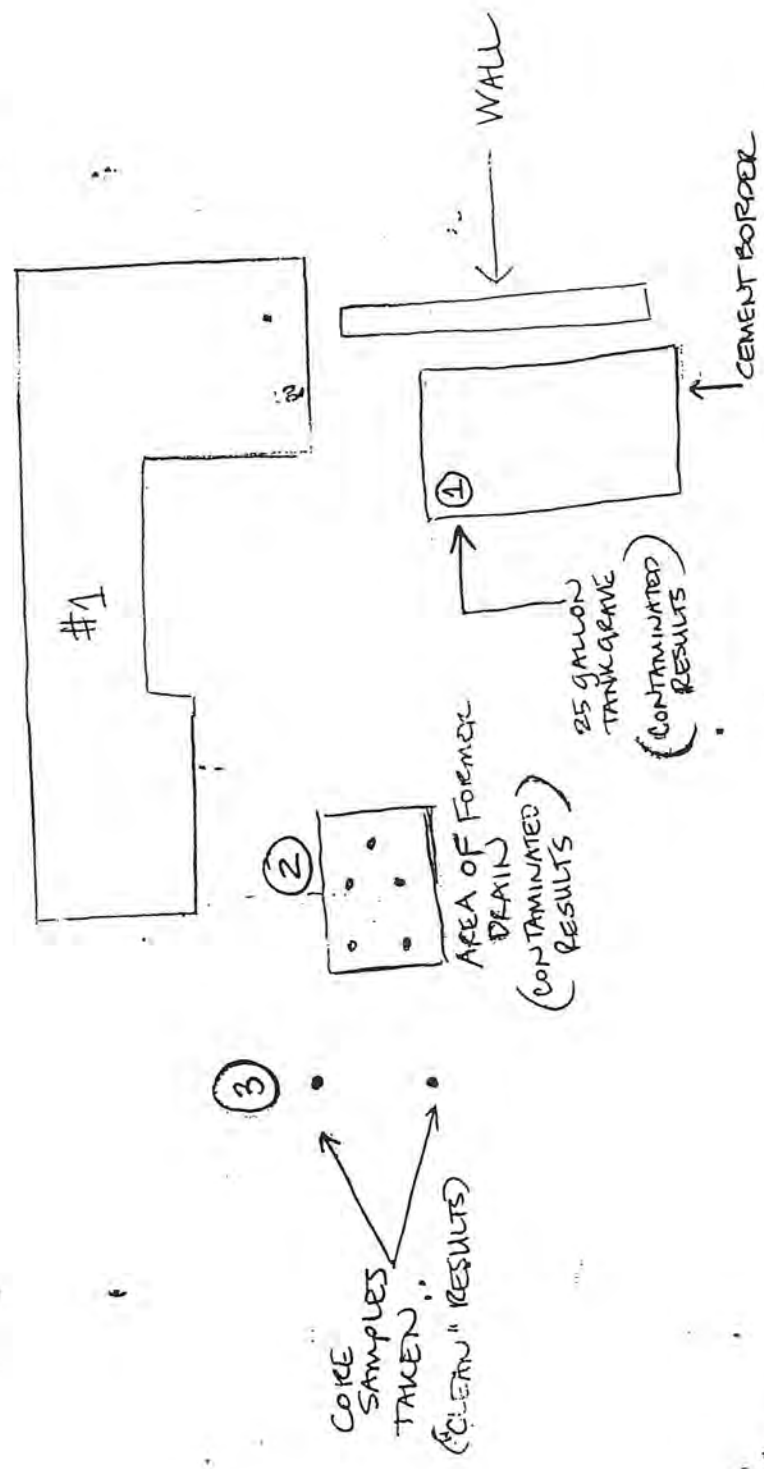 #1
③
②
①
CORE
SAMPLES
TAKEN
("CLEAN" RESULTS)
AREA OF FORMER
DRAIN
(CONTAMINATED
RESULTS)
25 GALLON
TANK GRAVE
(CONTAMINATED
RESULTS)
WALL
CEMENT BORDER